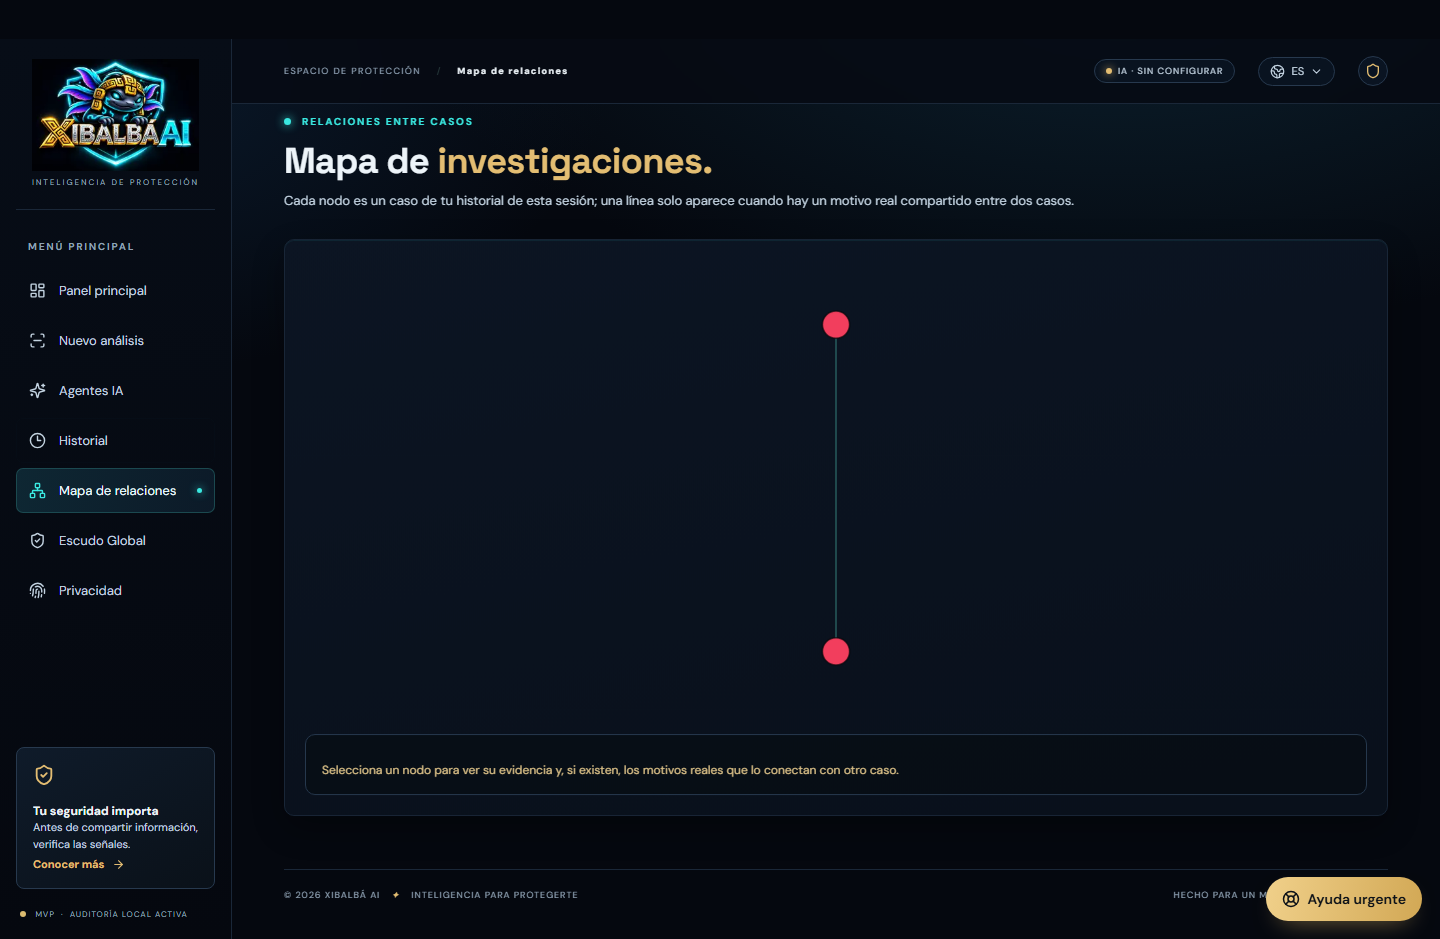 XIBALBÁ AI
INTELIGENCIA DE PROTECCIÓN
MENÚ PRINCIPAL
Panel principal
Nuevo análisis
Agentes IA
Historial
Mapa de relaciones
Escudo Global
Privacidad
Tu seguridad importa
Antes de compartir información,
verifica las señales.
Conocer más →
MVP · AUDITORÍA LOCAL ACTIVA
ESPACIO DE PROTECCIÓN / Mapa de relaciones
IA · SIN CONFIGURAR
ES
RELACIONES ENTRE CASOS
Mapa de investigaciones.
Cada nodo es un caso de tu historial de esta sesión; una línea solo aparece cuando hay un motivo real compartido entre dos casos.
Selecciona un nodo para ver su evidencia y, si existen, los motivos reales que lo conectan con otro caso.
© 2026 XIBALBÁ AI ✦ INTELIGENCIA PARA PROTEGERTE
HECHO PARA UN
Ayuda urgente